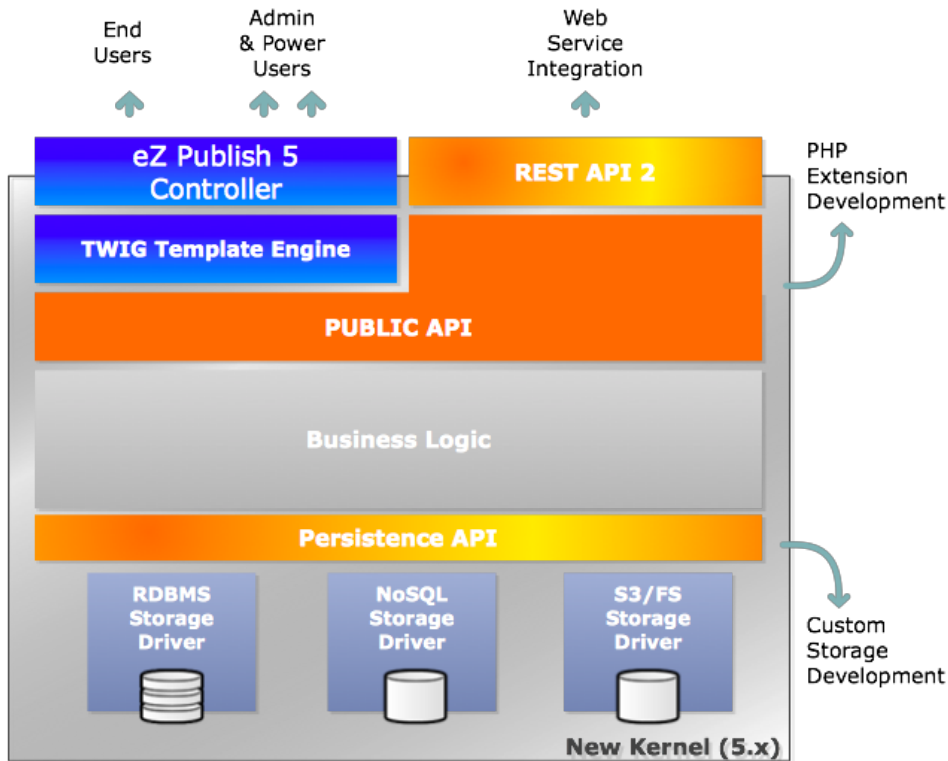 End
Users
Admin
& Power
Users
Web
Service
Integration
eZ Publish 5
Controller
REST API 2
PHP
Extension
Development
TWIG Template Engine
PUBLIC API
Business Logic
Persistence API
RDBMS
Storage
Driver
NoSQL
Storage
Driver
S3/FS
Storage
Driver
Custom
Storage
Development
New Kernel (5.x)